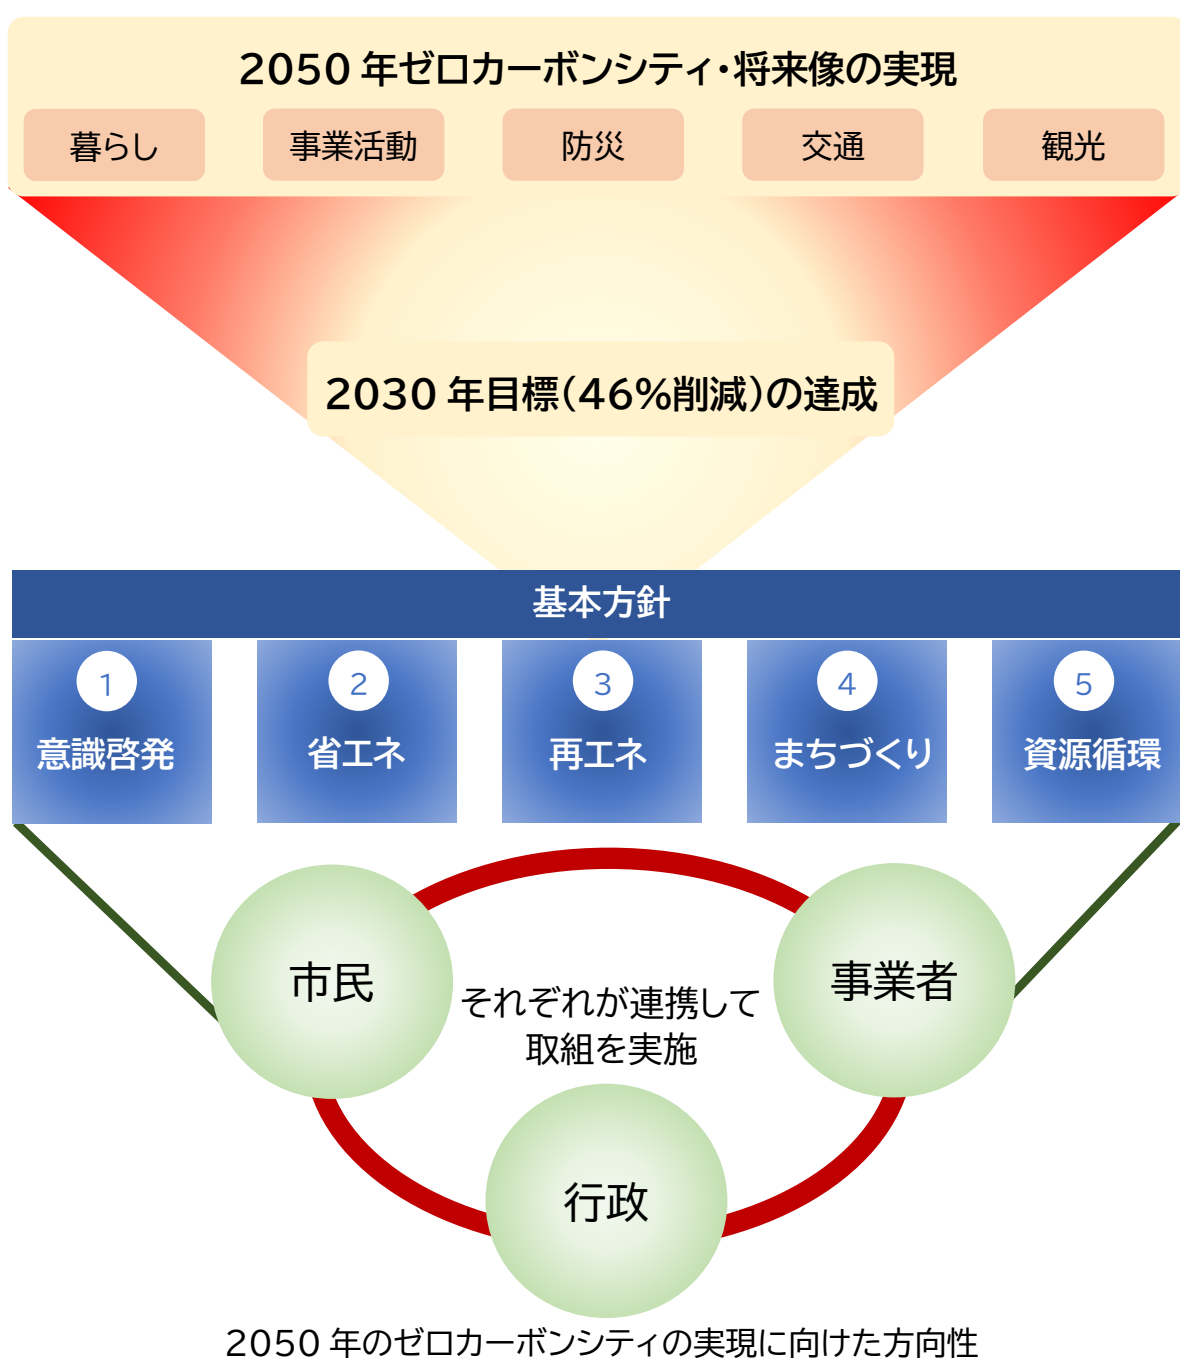 2050 年ゼロカーボンシティ・将来像の実現
暮らし
事業活動
防災
交通
観光
2030 年目標（46%削減）の達成
基本方針
1
意識啓発
2
省エネ
3
再エネ
4
まちづくり
5
資源循環
市民
事業者
それぞれが連携して
取組を実施
行政
2050 年のゼロカーボンシティの実現に向けた方向性